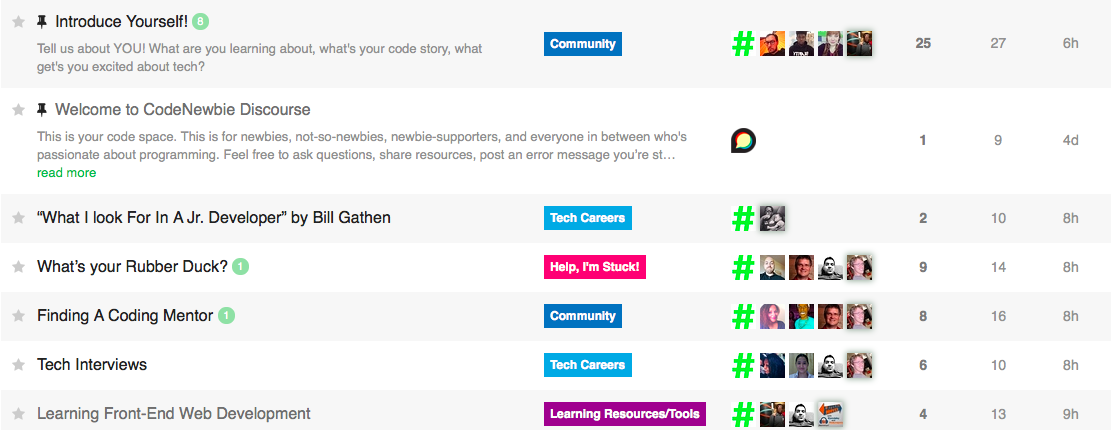 Introduce Yourself! 8
Tell us about YOU! What are you learning about, what's your code story, what
get's you excited about tech?
Community
#
25
27
6h
Welcome to CodeNewbie Discourse
This is your code space. This is for newbies, not-so-newbies, newbie-supporters, and everyone in between who's
passionate about programming. Feel free to ask questions, share resources, post an error message you're st…
read more
1
9
4d
“What I look For In A Jr. Developer” by Bill Gathen
Tech Careers
#
2
10
8h
What’s your Rubber Duck? 1
Help, I'm Stuck!
#
9
14
8h
Finding A Coding Mentor 1
Community
#
8
16
8h
Tech Interviews
Tech Careers
#
6
10
8h
Learning Front-End Web Development
Learning Resources/Tools
#
4
13
9h